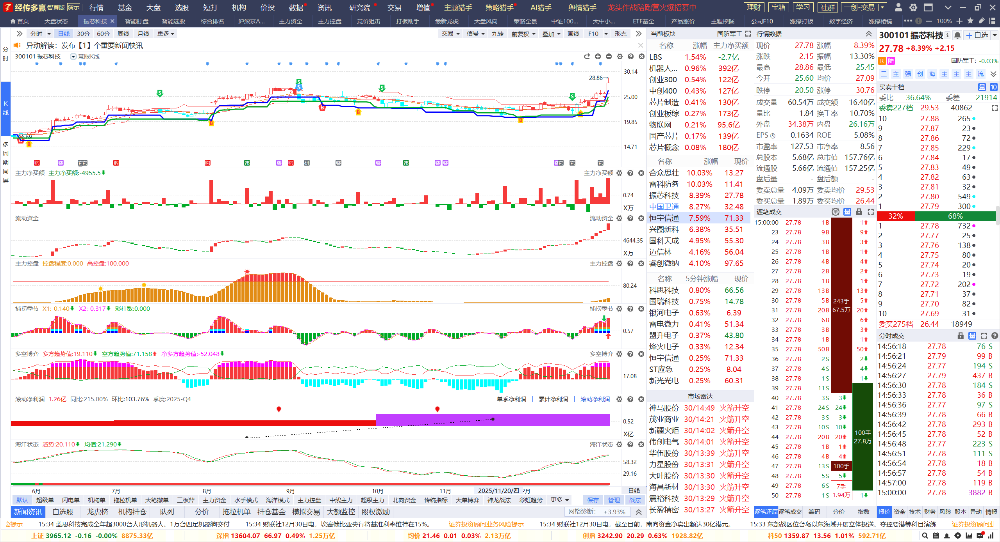 经传多赢 智尊版 演示 行情 基金 大盘 选股 短打 机构 价投 数据 资讯 研究院 交易 增值 主题猎手 策略猎手 AI猎手 舆情猎手 龙头作战陪跑营火爆招募中 理财 宝箱 学习 社群 一创-交易
首页 大盘状态 振芯科技 智能盯盘 智能选股 综合排名 沪深京A... 主力资金 主力控盘 竞价狙击 打板助手 最新龙虎 大盘风向 策略全景 中证100... 大中小... ETF基金 产品涨价 主题挖掘 公司F10 涨停打板 数字经济 涨停棱镜 100%
分时 日线 30分 60分 周线 月线 更多 交易 信号 九转 前复权 叠加 画线 F10 形态
分时
K线
多周期同屏
异动解读：发布【1】个重要新闻快讯
300101 振芯科技 慧眼K线
30.14
28.86→
25.00
19.85
14.71
主力净买额 主力净买额:-4955.5 主力净买额
0.74
X万
流动资金 流动资金
4644.35
X万
主力控盘 控盘程度:0.000 高控盘:100.000 主力控盘
80.24
捕捞季节 X1:-0.140 X2:-0.317 彩柱数:0.000 捕捞季节
0.57
多空博弈 多方趋势值:19.110 空方趋势值:71.158 净多方趋势值:-52.048 多空博弈
17.08
滚动净利润 1.26亿 同比:215.00% 环比:103.76% 季度:2025-Q4 单季净利润 累计净利润 滚动净利润
0.52
X亿
海洋状态 趋势:20.110 均值:21.290 海洋状态
58.32
29.16
6月 7月 8月 9月 10月 11月 2025/11/20/四 2月 日线
默认 超级单 闪电单 机构单 拖拉机单 大笔撤单 三板斧 主力资金 水手模式 海洋模式 主力控盘 中线主力 超级主力 北向资金 传统指标 大单博弈 神龙战法 彩虹趋势 更多 保存 管理 战法
新闻资讯 自选股 龙虎榜 机构持仓 队列 分价 拖拉机单 持仓基金 模拟交易 大额监控 股权激励 网格诊断： +3.93%
当前板块 国防军工
名称 涨幅 主力净买额
LBS 1.54% -2.7亿
机器人... 0.96% 392亿
创业300 0.54% 122亿
中创400 0.43% 127亿
芯片制造 0.41% 130亿
创业板综 0.27% 173亿
物联网 0.21% 95.6亿
国产芯片 0.17% 139亿
芯片概念 0.08% 180亿
名称 涨幅 现价
合众思壮 10.03% 13.27
雷科防务 10.03% 11.41
振芯科技 8.39% 27.78
中国卫通 8.27% 32.48
恒宇信通 7.59% 71.33
兴图新科 6.38% 35.51
国科天成 4.95% 55.30
迈信林 4.16% 56.04
睿创微纳 4.10% 97.65
名称 5分钟涨幅 现价
科思科技 0.80% 66.56
国瑞科技 0.75% 14.78
银河电子 0.63% 6.39
雷电微力 0.41% 51.34
盟升电子 0.37% 43.80
烽火电子 0.33% 12.34
恒宇信通 0.25% 71.33
ST应急 0.25% 8.04
新光光电 0.25% 60.31
市场雷达
神马股份 30/14:49 火箭升空
茂业商业 30/14:21 火箭升空
新疆火炬 30/14:02 火箭升空
伟创电气 30/14:01 火箭升空
华伍股份 30/13:39 火箭升空
力星股份 30/13:31 火箭升空
大叶股份 30/13:30 火箭升空
海昌新材 30/13:30 火箭升空
震裕科技 30/13:29 火箭升空
长盈精密 30/13:27 火箭升空
行情数据
现价 27.78 涨幅 8.39%
涨跌 2.15 振幅 13.30%
最高 28.86 最低 25.45
今开 25.60 均价 27.09
跌停 20.50 涨停 30.76
成交量 60.54万 成交额 16.40亿
量比 1.84 换手率 10.70%
外盘 34.38万 内盘 26.16万
EPS③ 0.1634 ROE 5.08%
市盈率 127.53 市净率 8.56
总股本 5.68亿 总市值 157.76亿
流通股 5.66亿 流通值 157.25亿
盘后量 - 盘后额 -
委卖总量 4.09万 委卖均价 29.53
委买总量 1.89万 委买均价 26.44
逐笔成交 量
15:00:00 27.78 1 B 1
23 27.78 9 B 9
24 27.78 3 B 3
25 27.78 1 B 1
26 27.78 4 B 4
27 27.78 2 B 2
28 27.78 1 B 1
29 27.78 13 B 13
30 27.78 5 B 243手 5
31 27.78 20 B 67.5万 20
32 27.78 6 B 6
33 27.78 3 B 3
34 27.78 1 B 1
35 27.78 50 B 50
36 27.78 2 S 2
37 27.78 4 S 4
38 27.78 1 S 1
39 27.78 11 S
40 27.78 3 S 3
41 27.78 24 S 24
42 27.78 3 S 3
43 27.78 10 S 10
44 27.78 20 B 20 100手
45 27.78 1 B 1 27.8万
46 27.78 4 B 4
47 27.78 13 S 100手
48 27.78 5 S 5
49 27.78 6 S 7手
50 27.78 1 S 1.94万 1
逐笔还原 逐笔成交 筹码 分价 指数
300101 振芯科技 自选
27.78 +8.39% +2.15
R 陆 国防军工: -0.03%
三 主 强 创 海 主 主 主 流
买卖十档 量 10
委比 -36.64% 委差 -21914
委卖227档 29.53 40862
10 27.88 265
9 27.87 23
8 27.86 72
7 27.85 229
6 27.84 17
5 27.83 49
4 27.82 63
3 27.81 32
2 27.80 549
1 27.79 300
32% 68%
1 27.78 732
2 27.77 25
3 27.76 138
4 27.75 80
5 27.74 20
6 27.73 19
7 27.72 202
8 27.71 37
9 27.70 82
10 27.69 31
委买275档 26.44 18949
分时成交 量
14:56:18 27.78 76 S
14:56:21 27.79 99 B
14:56:24 27.77 194 S
14:56:27 27.79 437 B
14:56:30 27.78 184 S
14:56:33 27.78 36 B
14:56:36 27.77 97 S
14:56:39 27.78 66 B
14:56:42 27.78 293 B
14:56:45 27.78 52 B
14:56:48 27.77 223 S
14:56:51 27.78 111 S
14:56:54 27.78 18 B
14:56:57 27.78 54 B
14:57:00 27.78 119 B
15:00:00 27.78 3882 B
报价 资金 技术 财务 风险 股本 异动 情报
佥提示 15:34 蓝思科技完成全年超3000台人形机器人、1万台四足机器狗交付 15:34 财联社12月30日电，埃塞俄比亚央行将基准利率维持在15%。 证券投资顾问业务风险提示 15:34 财联社12月30日电，截至目前，南向资金净卖出额达30亿港元。 15:33 东部战区位台岛以东海域开展立体投送、夺控要港等科目演练 证券投资顾问业
上证 3965.12 -0.16 -0.00% 8875.33亿 深指 13604.07 66.97 0.49% 1.25万亿 均价 21.46 0.01 0.03% 2.13万亿 创指 3242.90 20.29 0.63% 1928.82亿 科50 1359.87 13.56 1.01% 592.71亿